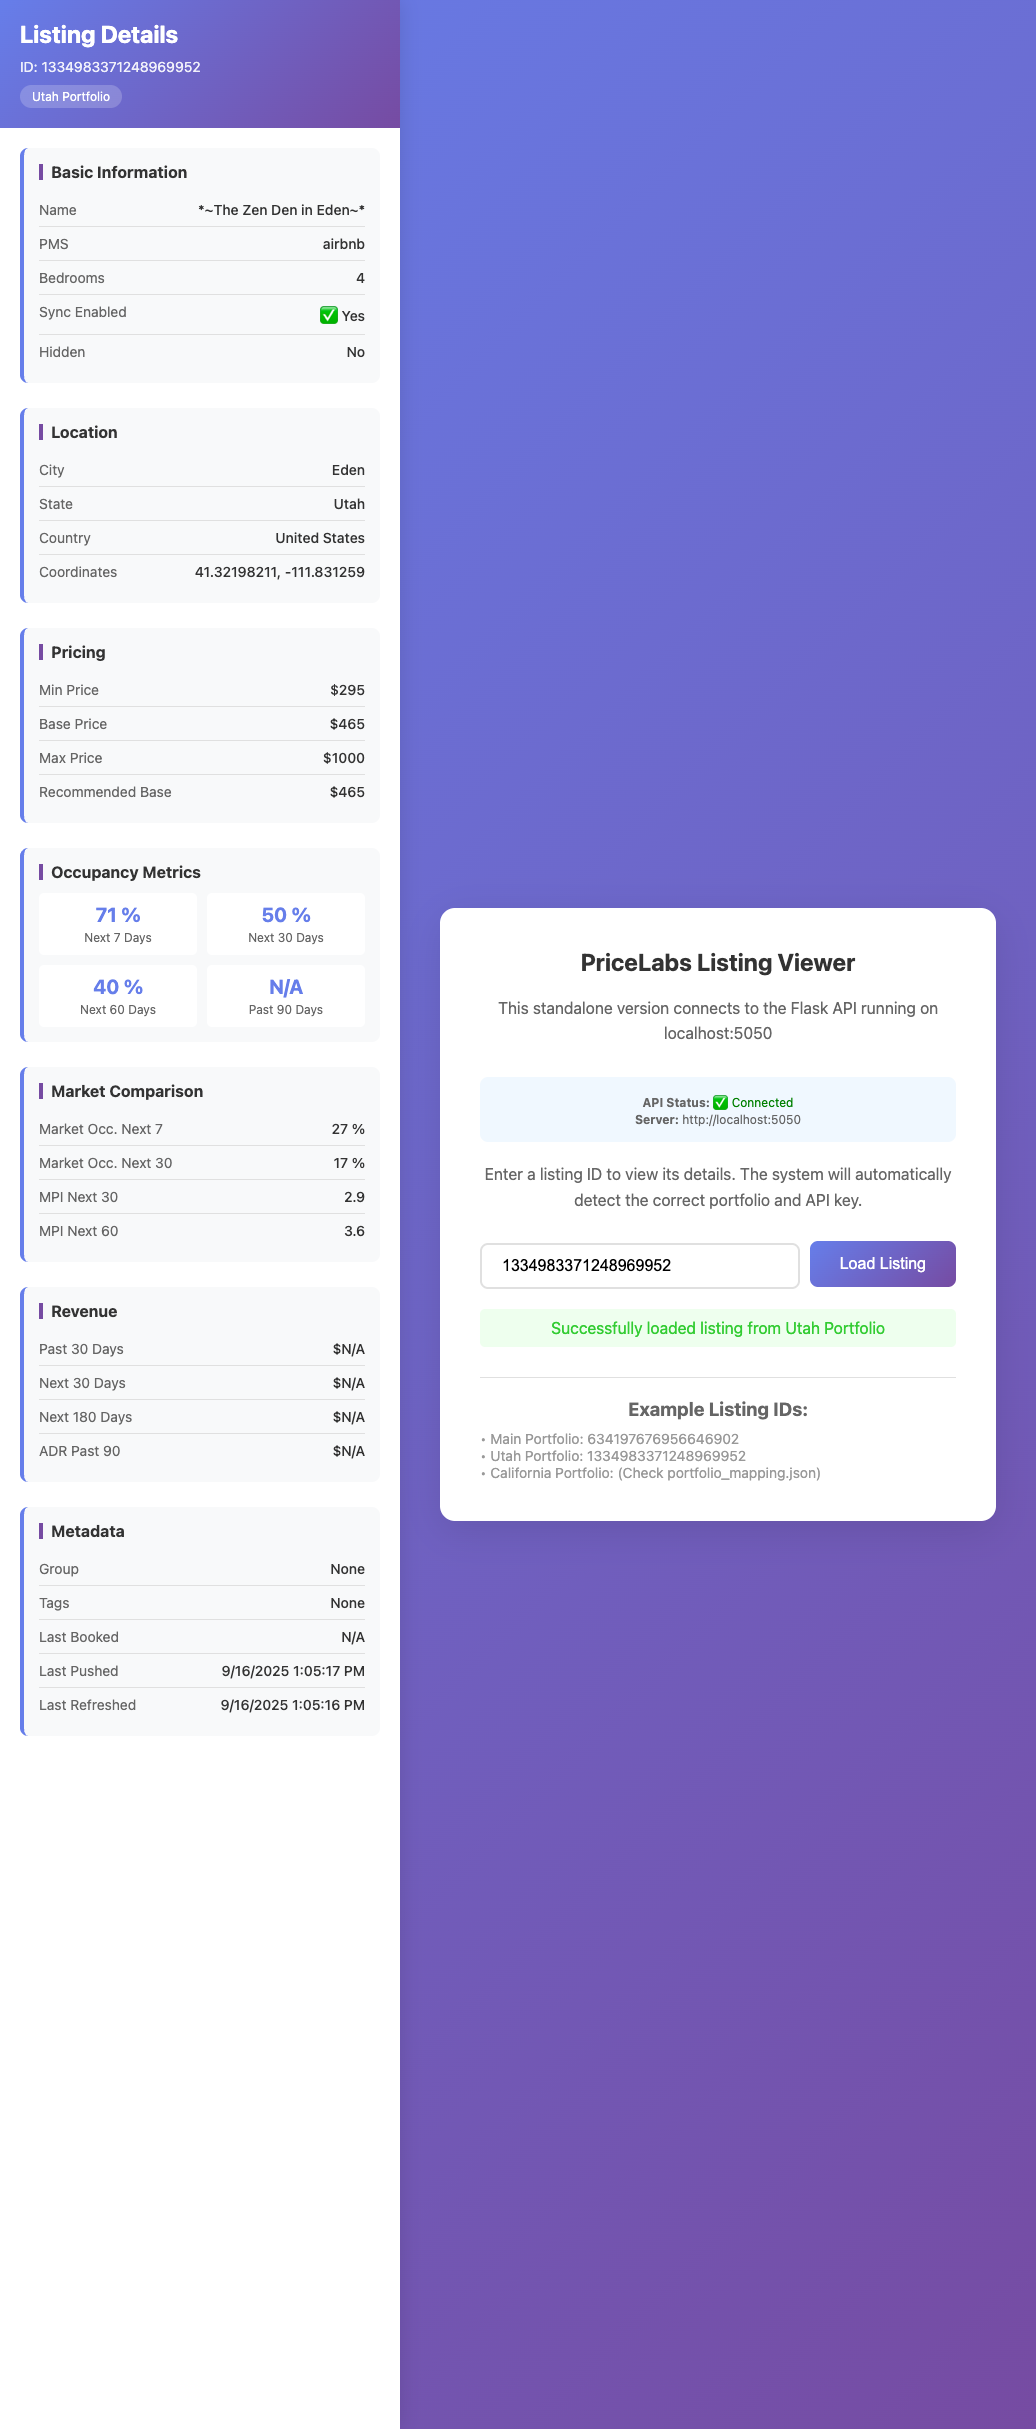 Listing Details
ID: 1334983371248969952
Utah Portfolio
Basic Information
Name *~The Zen Den in Eden~*
PMS airbnb
Bedrooms 4
Sync Enabled ✅ Yes
Hidden No
Location
City Eden
State Utah
Country United States
Coordinates 41.32198211, -111.831259
Pricing
Min Price $295
Base Price $465
Max Price $1000
Recommended Base $465
Occupancy Metrics
71 % 50 %
Next 7 Days Next 30 Days
40 % N/A
Next 60 Days Past 90 Days
Market Comparison
Market Occ. Next 7 27 %
Market Occ. Next 30 17 %
MPI Next 30 2.9
MPI Next 60 3.6
Revenue
Past 30 Days $N/A
Next 30 Days $N/A
Next 180 Days $N/A
ADR Past 90 $N/A
Metadata
Group None
Tags None
Last Booked N/A
Last Pushed 9/16/2025 1:05:17 PM
Last Refreshed 9/16/2025 1:05:16 PM
PriceLabs Listing Viewer
This standalone version connects to the Flask API running on
localhost:5050
API Status: ✅ Connected
Server: http://localhost:5050
Enter a listing ID to view its details. The system will automatically
detect the correct portfolio and API key.
1334983371248969952 Load Listing
Successfully loaded listing from Utah Portfolio
Example Listing IDs:
• Main Portfolio: 634197676956646902
• Utah Portfolio: 1334983371248969952
• California Portfolio: (Check portfolio_mapping.json)